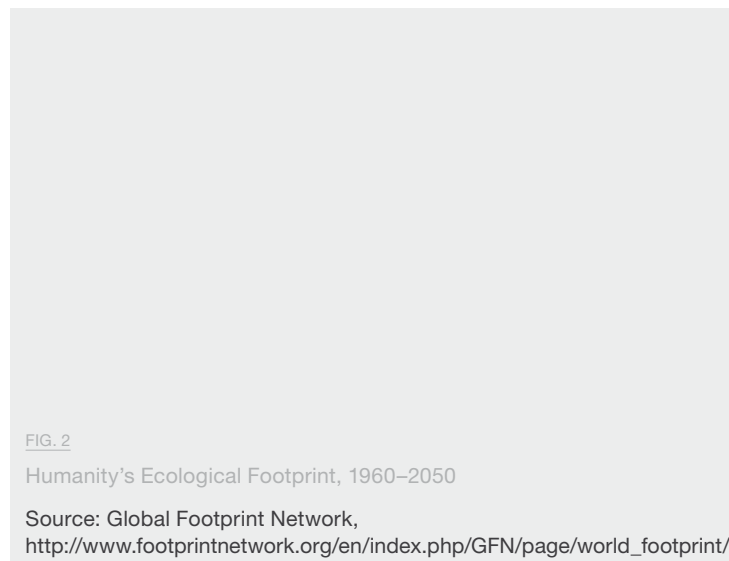 FIG. 2
Humanity’s Ecological Footprint, 1960–2050
Source: Global Footprint Network,
http://www.footprintnetwork.org/en/index.php/GFN/page/world_footprint/